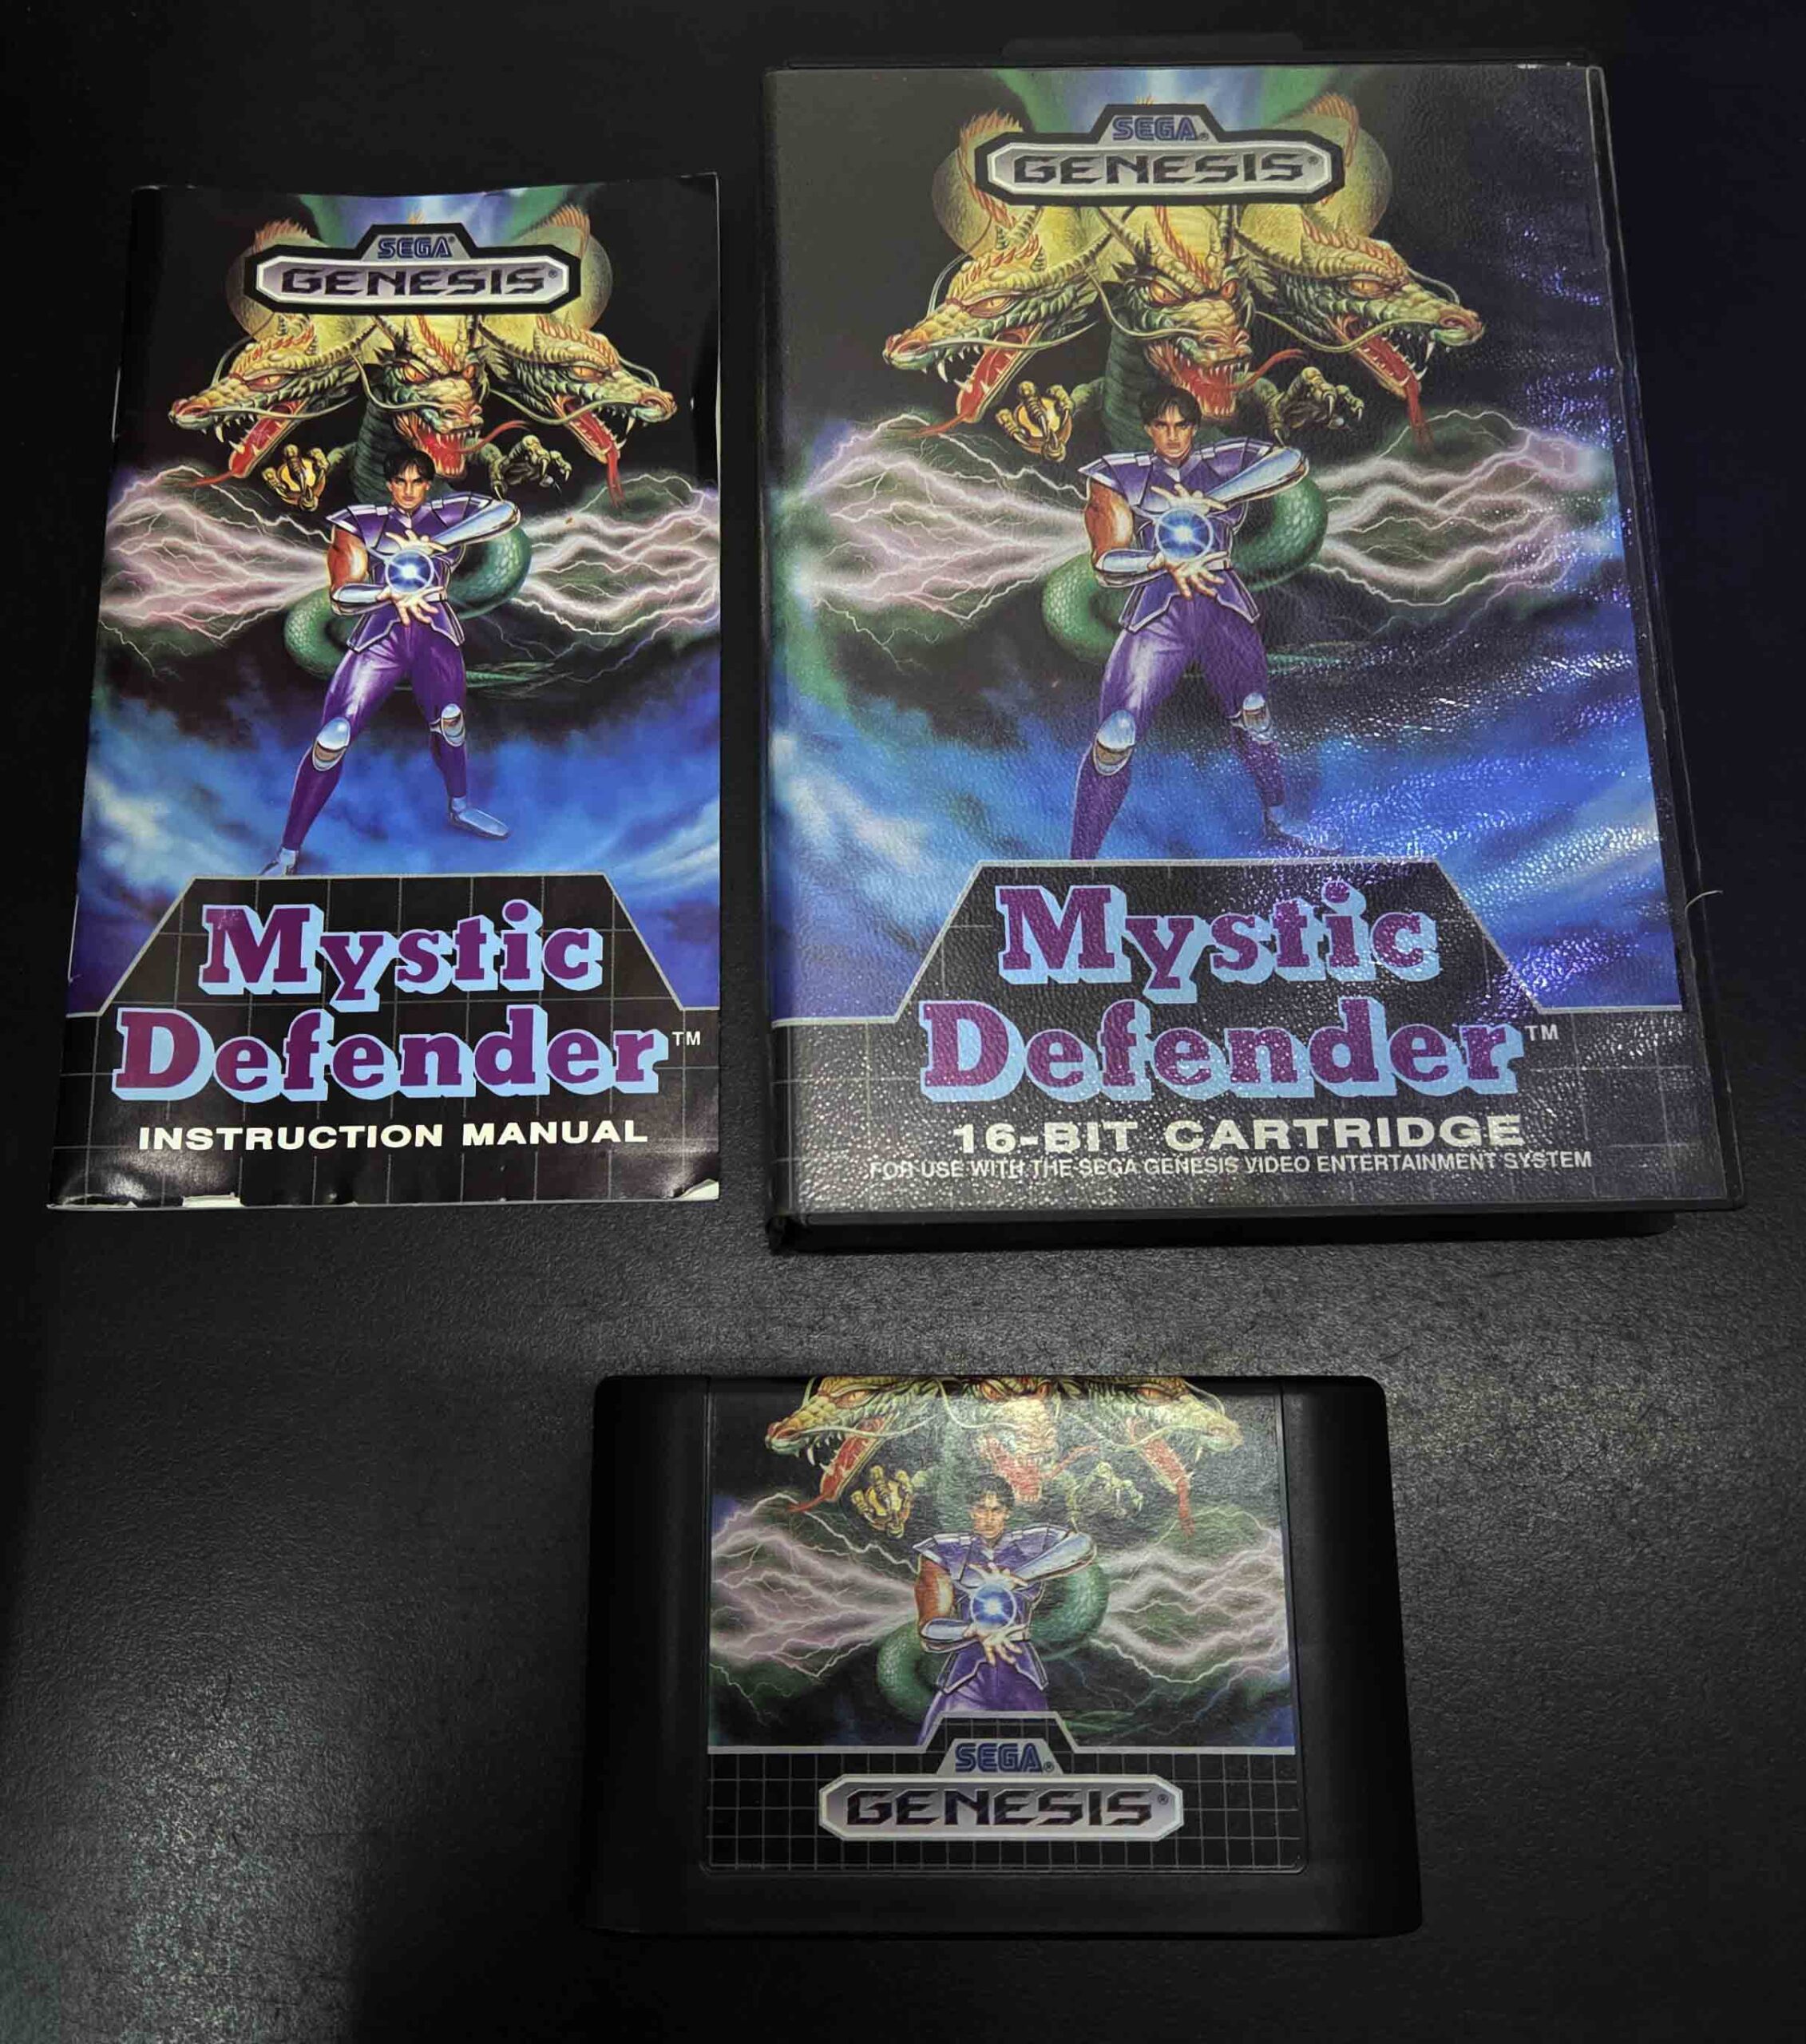 SEGA®
GENESIS®
Mystic
Defender™
INSTRUCTION MANUAL
SEGA®
GENESIS®
Mystic
Defender™
16-BIT CARTRIDGE
FOR USE WITH THE SEGA GENESIS VIDEO ENTERTAINMENT SYSTEM
SEGA®
GENESIS®